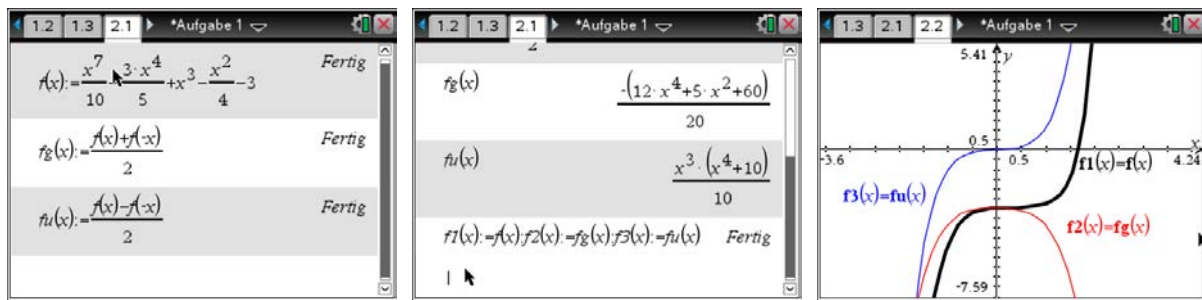 1.2 1.3 2.1 *Aufgabe 1
f(x):=x^7/10-3·x^4/5+x^3-x^2/4-3 Fertig
fg(x):=(f(x)+f(-x))/2 Fertig
fu(x):=(f(x)-f(-x))/2 Fertig
1.2 1.3 2.1 *Aufgabe 1
2
fg(x) -(12·x^4+5·x^2+60)/20
fu(x) x^3·(x^4+10)/10
f1(x):=f(x):f2(x):=fg(x):f3(x):=fu(x) Fertig
1.3 2.1 2.2 *Aufgabe 1
5.41 y
0.5 x
-3.6 0.5 4.24
f1(x)=f(x)
f3(x)=fu(x)
f2(x)=fg(x)
-7.59